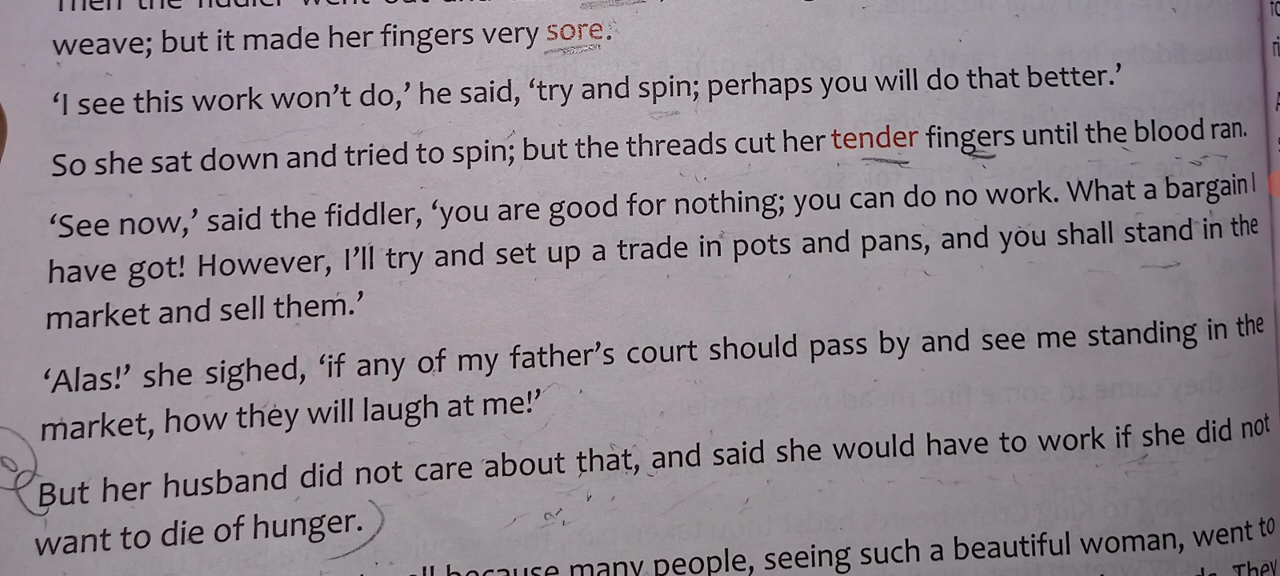 Then the fiddler went out and
weave; but it made her fingers very sore.
‘I see this work won’t do,’ he said, ‘try and spin; perhaps you will do that better.’
So she sat down and tried to spin; but the threads cut her tender fingers until the blood ran.
‘See now,’ said the fiddler, ‘you are good for nothing; you can do no work. What a bargain I
have got! However, I’ll try and set up a trade in pots and pans, and you shall stand in the
market and sell them.’
‘Alas!’ she sighed, ‘if any of my father’s court should pass by and see me standing in the
market, how they will laugh at me!’
But her husband did not care about that, and said she would have to work if she did not
want to die of hunger.
because many people, seeing such a beautiful woman, went to
They